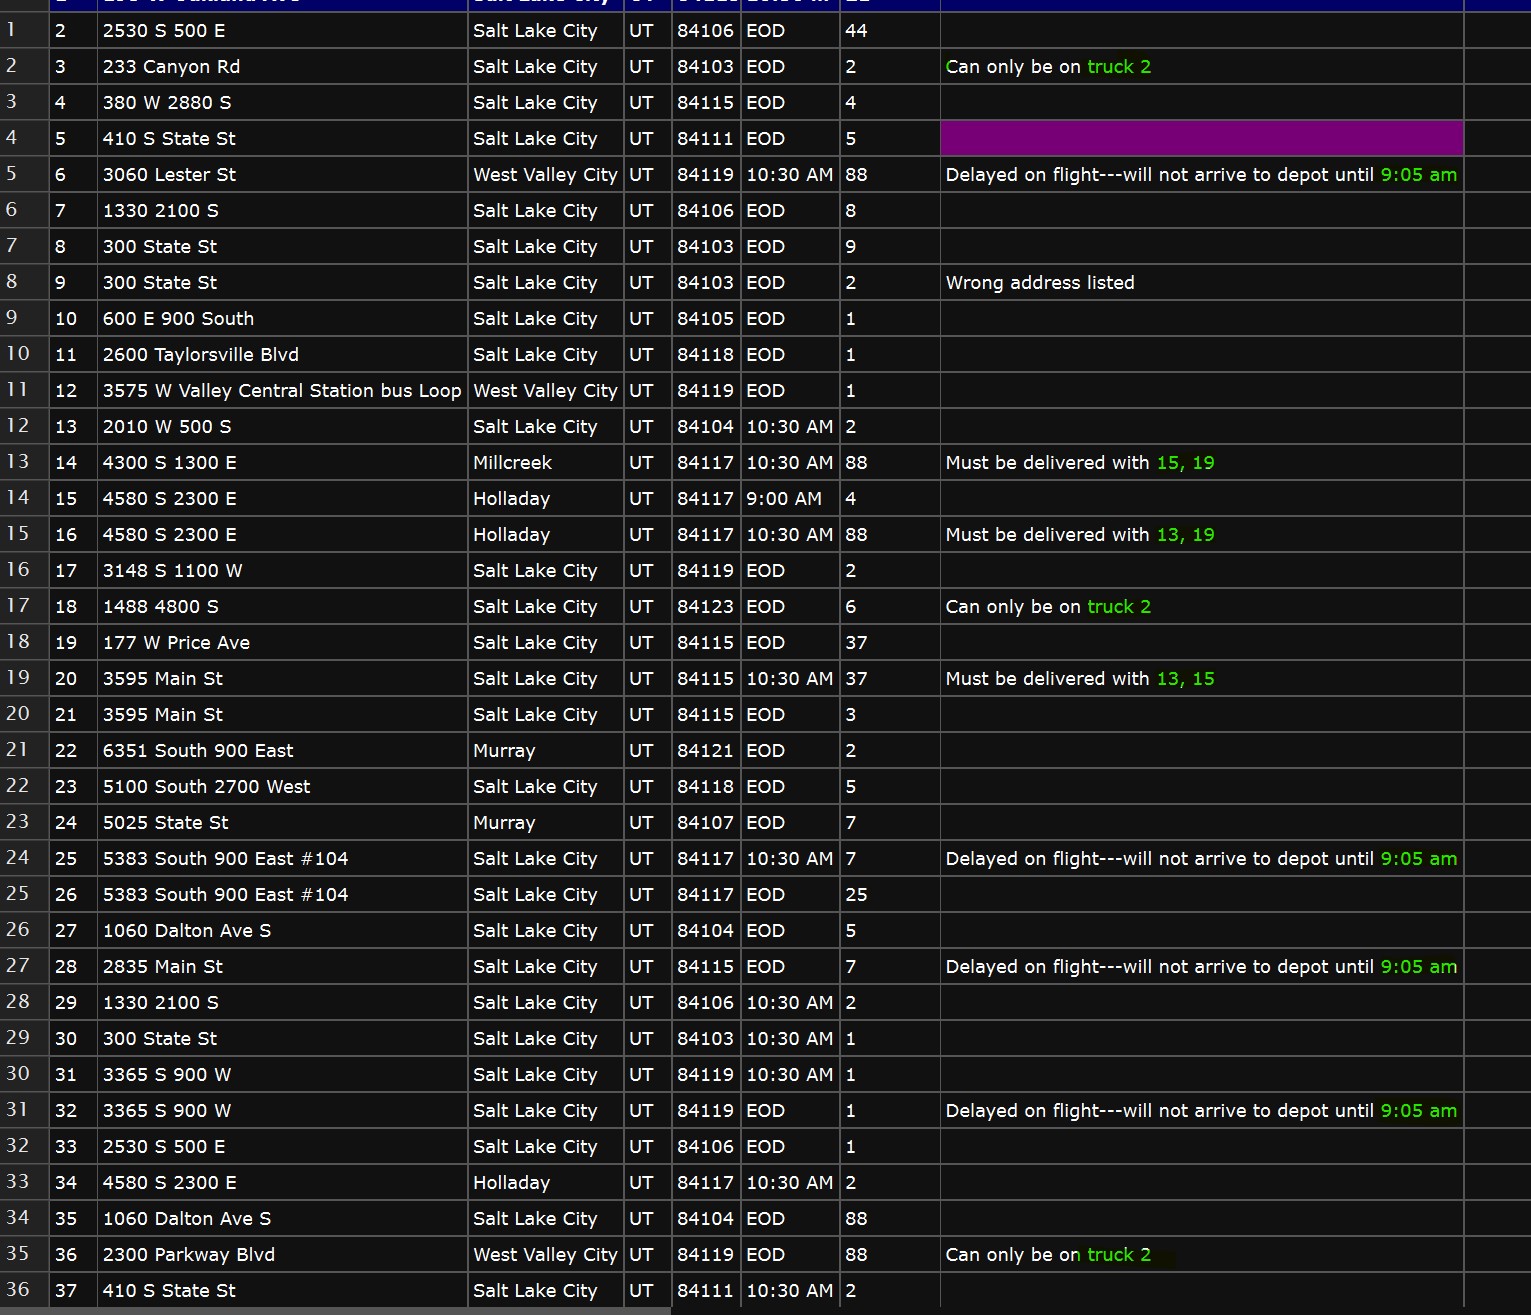 1 2 2530 S 500 E Salt Lake City UT 84106 EOD 44
2 3 233 Canyon Rd Salt Lake City UT 84103 EOD 2 Can only be on truck 2
3 4 380 W 2880 S Salt Lake City UT 84115 EOD 4
4 5 410 S State St Salt Lake City UT 84111 EOD 5
5 6 3060 Lester St West Valley City UT 84119 10:30 AM 88 Delayed on flight---will not arrive to depot until 9:05 am
6 7 1330 2100 S Salt Lake City UT 84106 EOD 8
7 8 300 State St Salt Lake City UT 84103 EOD 9
8 9 300 State St Salt Lake City UT 84103 EOD 2 Wrong address listed
9 10 600 E 900 South Salt Lake City UT 84105 EOD 1
10 11 2600 Taylorsville Blvd Salt Lake City UT 84118 EOD 1
11 12 3575 W Valley Central Station bus Loop West Valley City UT 84119 EOD 1
12 13 2010 W 500 S Salt Lake City UT 84104 10:30 AM 2
13 14 4300 S 1300 E Millcreek UT 84117 10:30 AM 88 Must be delivered with 15, 19
14 15 4580 S 2300 E Holladay UT 84117 9:00 AM 4
15 16 4580 S 2300 E Holladay UT 84117 10:30 AM 88 Must be delivered with 13, 19
16 17 3148 S 1100 W Salt Lake City UT 84119 EOD 2
17 18 1488 4800 S Salt Lake City UT 84123 EOD 6 Can only be on truck 2
18 19 177 W Price Ave Salt Lake City UT 84115 EOD 37
19 20 3595 Main St Salt Lake City UT 84115 10:30 AM 37 Must be delivered with 13, 15
20 21 3595 Main St Salt Lake City UT 84115 EOD 3
21 22 6351 South 900 East Murray UT 84121 EOD 2
22 23 5100 South 2700 West Salt Lake City UT 84118 EOD 5
23 24 5025 State St Murray UT 84107 EOD 7
24 25 5383 South 900 East #104 Salt Lake City UT 84117 10:30 AM 7 Delayed on flight---will not arrive to depot until 9:05 am
25 26 5383 South 900 East #104 Salt Lake City UT 84117 EOD 25
26 27 1060 Dalton Ave S Salt Lake City UT 84104 EOD 5
27 28 2835 Main St Salt Lake City UT 84115 EOD 7 Delayed on flight---will not arrive to depot until 9:05 am
28 29 1330 2100 S Salt Lake City UT 84106 10:30 AM 2
29 30 300 State St Salt Lake City UT 84103 10:30 AM 1
30 31 3365 S 900 W Salt Lake City UT 84119 10:30 AM 1
31 32 3365 S 900 W Salt Lake City UT 84119 EOD 1 Delayed on flight---will not arrive to depot until 9:05 am
32 33 2530 S 500 E Salt Lake City UT 84106 EOD 1
33 34 4580 S 2300 E Holladay UT 84117 10:30 AM 2
34 35 1060 Dalton Ave S Salt Lake City UT 84104 EOD 88
35 36 2300 Parkway Blvd West Valley City UT 84119 EOD 88 Can only be on truck 2
36 37 410 S State St Salt Lake City UT 84111 10:30 AM 2